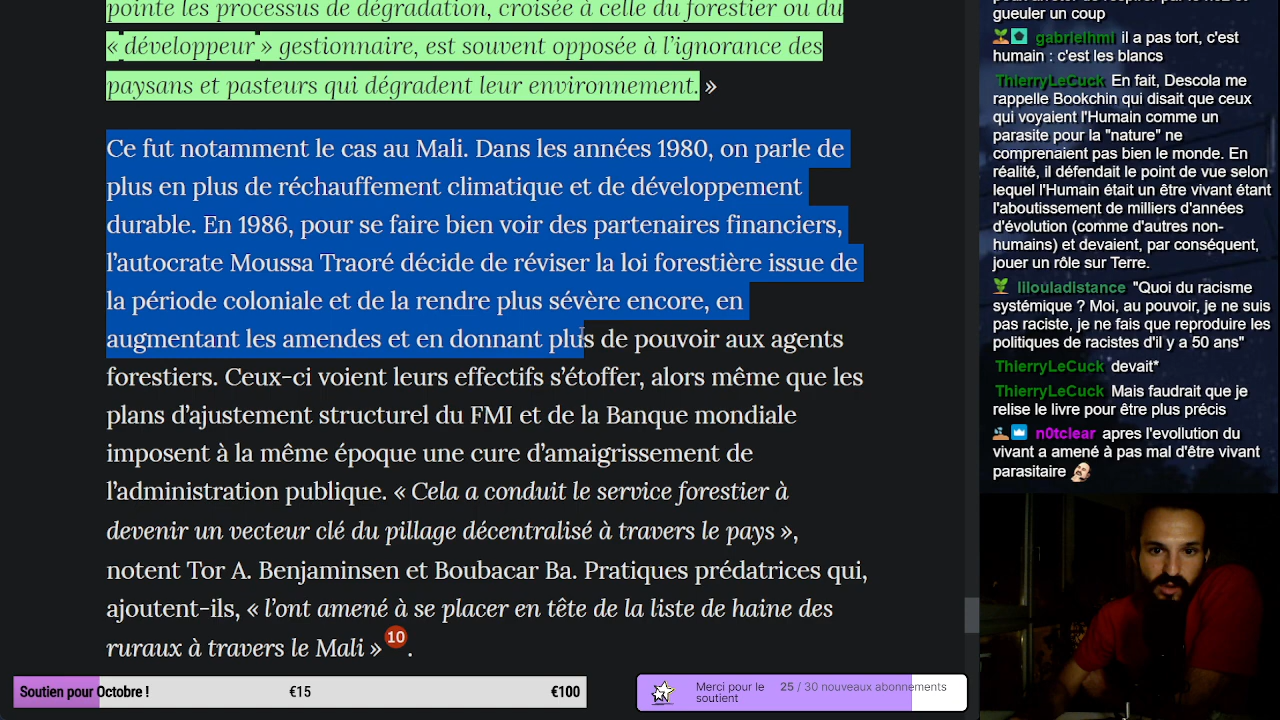 pointe les processus de dégradation, croisée à celle du forestier ou du
« développeur » gestionnaire, est souvent opposée à l’ignorance des
paysans et pasteurs qui dégradent leur environnement. »
Ce fut notamment le cas au Mali. Dans les années 1980, on parle de
plus en plus de réchauffement climatique et de développement
durable. En 1986, pour se faire bien voir des partenaires financiers,
l’autocrate Moussa Traoré décide de réviser la loi forestière issue de
la période coloniale et de la rendre plus sévère encore, en
augmentant les amendes et en donnant plus de pouvoir aux agents
forestiers. Ceux-ci voient leurs effectifs s’étoffer, alors même que les
plans d’ajustement structurel du FMI et de la Banque mondiale
imposent à la même époque une cure d’amaigrissement de
l’administration publique. « Cela a conduit le service forestier à
devenir un vecteur clé du pillage décentralisé à travers le pays »,
notent Tor A. Benjaminsen et Boubacar Ba. Pratiques prédatrices qui,
ajoutent-ils, « l’ont amené à se placer en tête de la liste de haine des
ruraux à travers le Mali » 10.
Soutien pour Octobre !
€15
€100
Merci pour le
soutient
25 / 30 nouveaux abonnements
gueuler un coup
gabrielhml il a pas tort, c'est
humain : c'est les blancs
ThierryLeCuck En fait, Descola me
rappelle Bookchin qui disait que ceux
qui voyaient l'Humain comme un
parasite pour la "nature" ne
comprenaient pas bien le monde. En
réalité, il défendait le point de vue selon
lequel l'Humain était un être vivant étant
l'aboutissement de milliers d'années
d'évolution (comme d'autres non-
humains) et devaient, par conséquent,
jouer un rôle sur Terre.
lilouladistance "Quoi du racisme
systémique ? Moi, au pouvoir, je ne suis
pas raciste, je ne fais que reproduire les
politiques de racistes d'il y a 50 ans"
ThierryLeCuck devait*
ThierryLeCuck Mais faudrait que je
relise le livre pour être plus précis
n0tclear apres l'evollution du
vivant a amené à pas mal d'être vivant
parasitaire